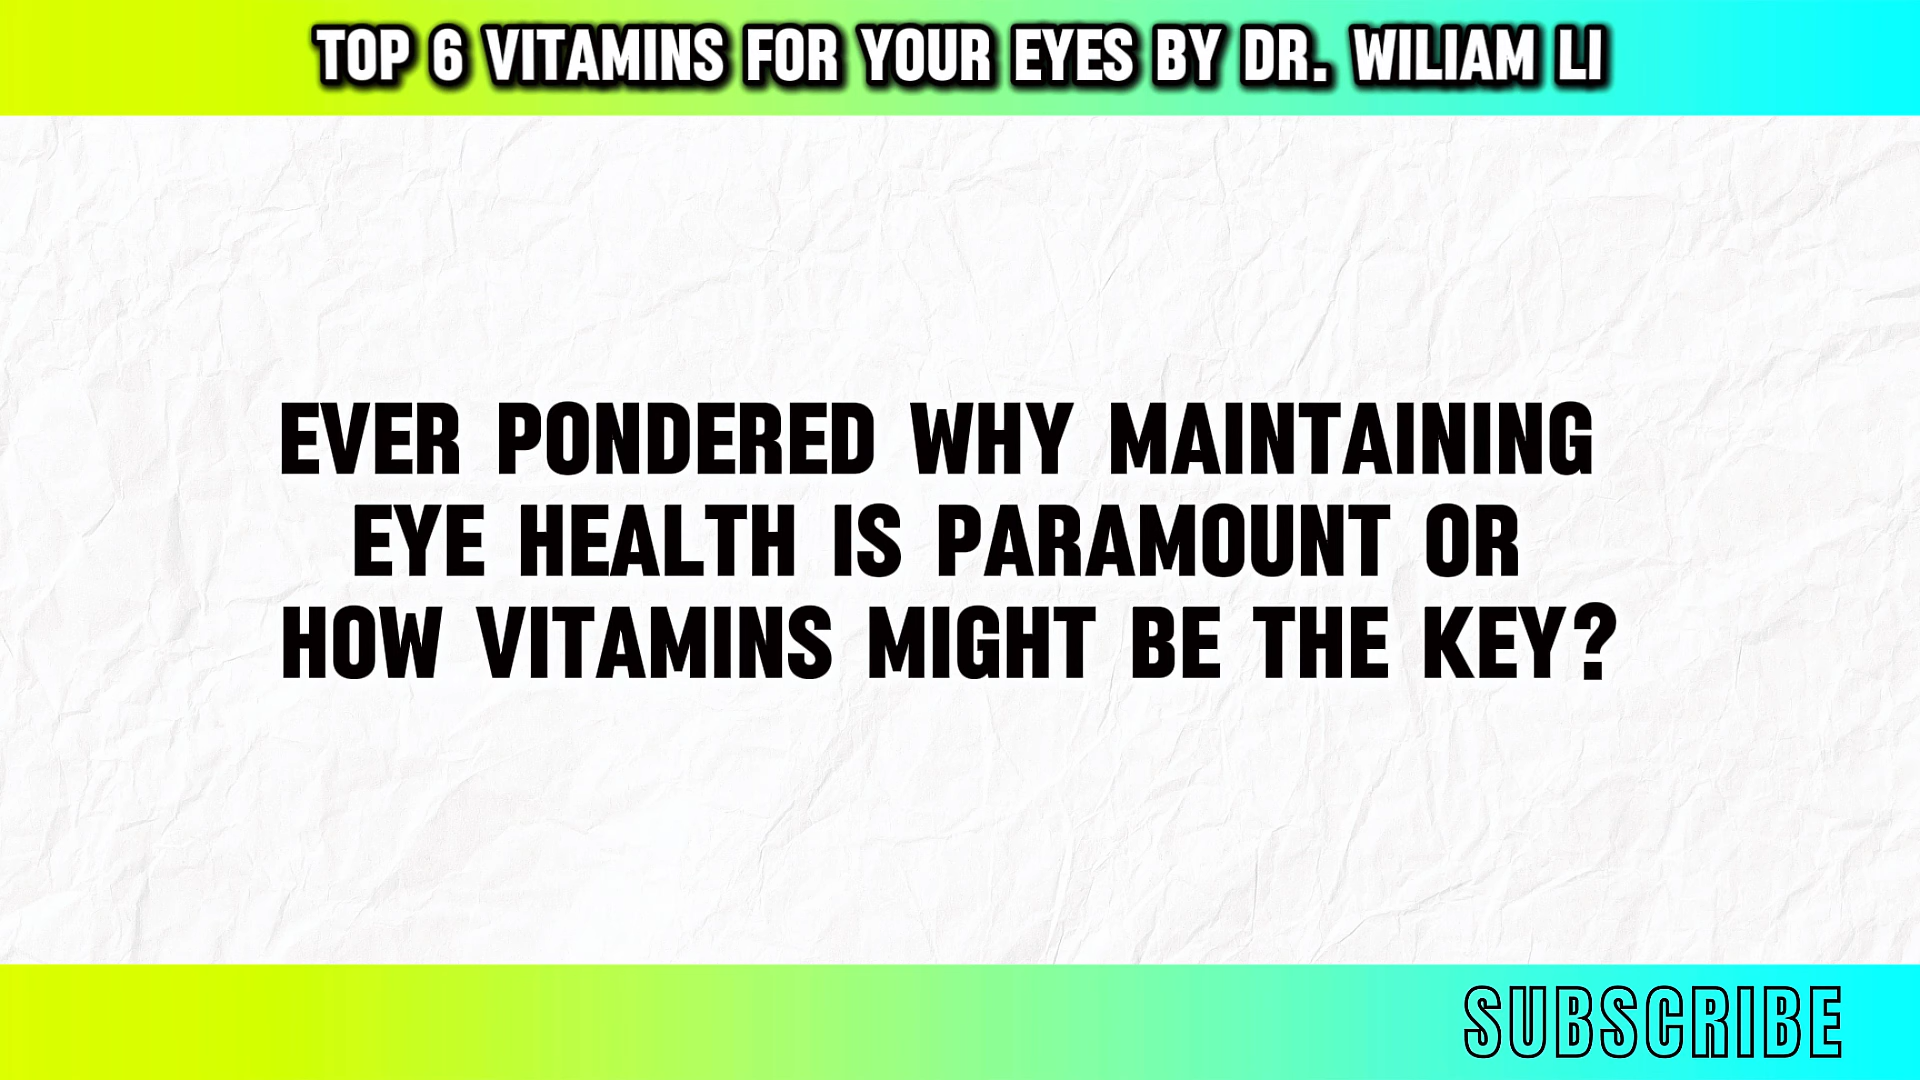 TOP 6 VITAMINS FOR YOUR EYES BY DR. WILIAM LI
EVER PONDERED WHY MAINTAINING
EYE HEALTH IS PARAMOUNT OR
HOW VITAMINS MIGHT BE THE KEY?
SUBSCRIBE